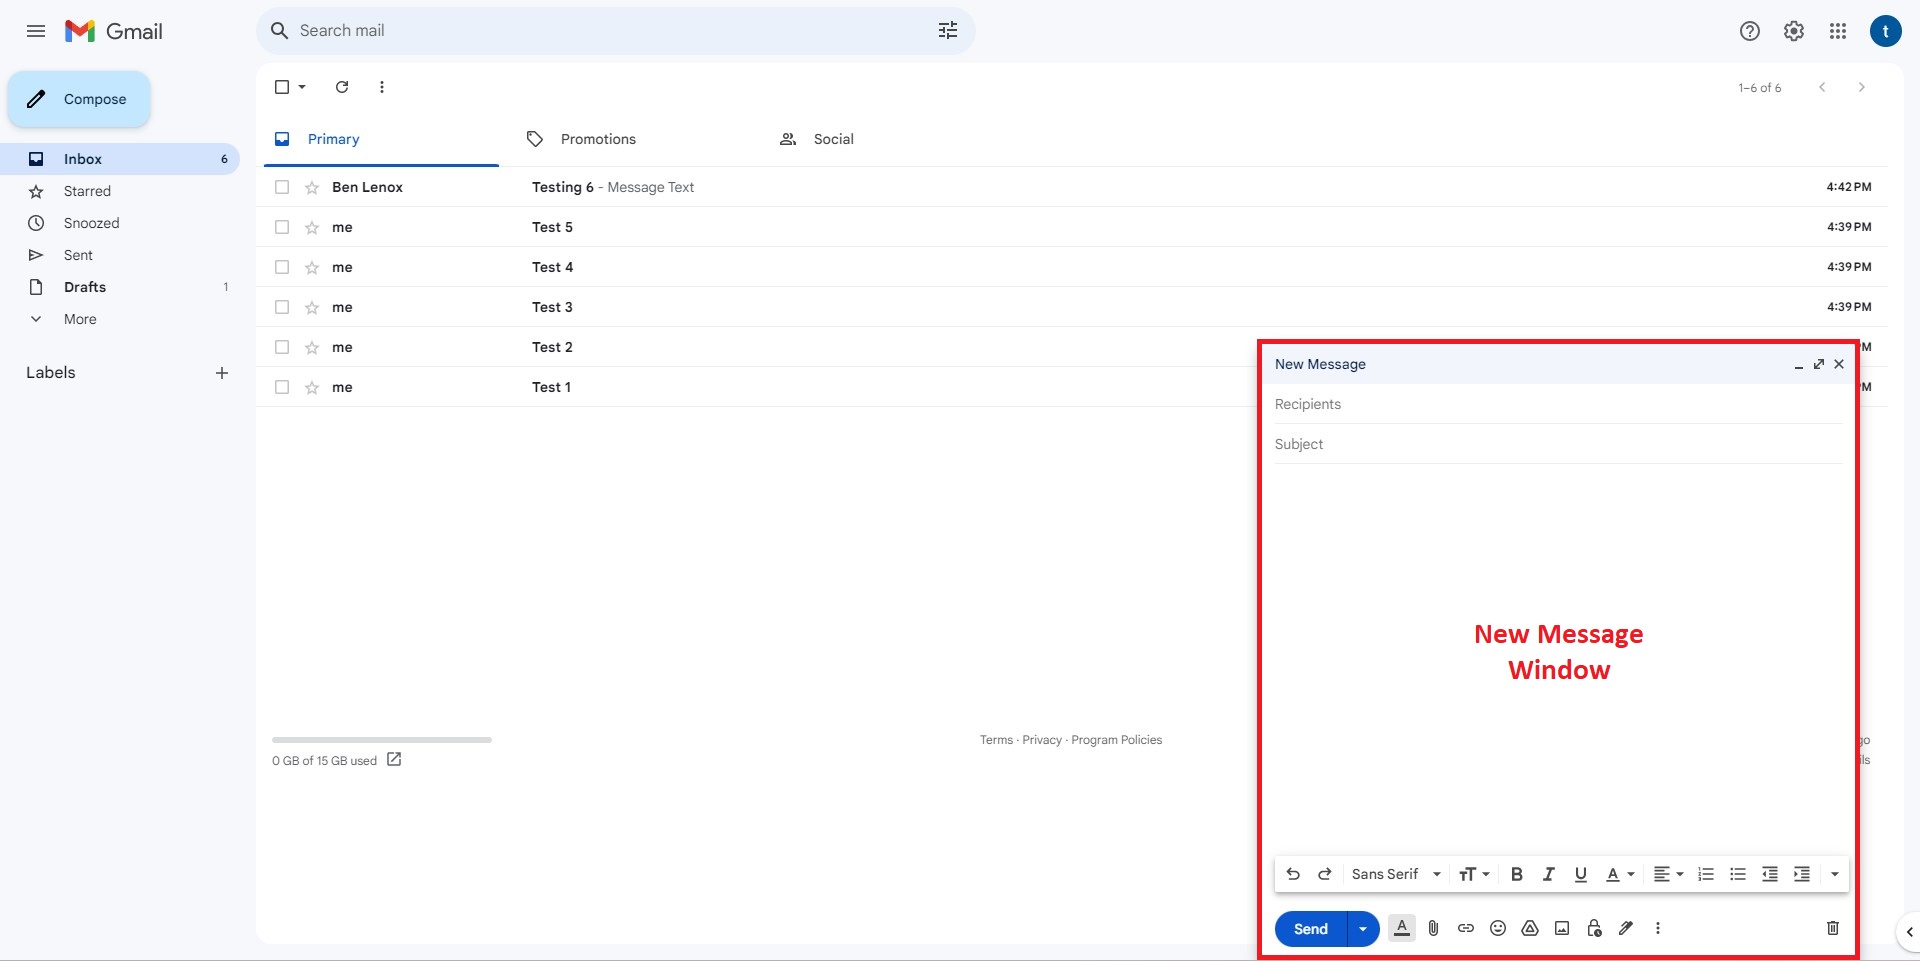 Gmail
Search mail
t
Compose
1–6 of 6
Primary
Promotions
Social
Inbox 6
Starred
Snoozed
Sent
Drafts 1
More
Labels
Ben Lenox Testing 6 - Message Text 4:42 PM
me Test 5 4:39 PM
me Test 4 4:39 PM
me Test 3 4:39 PM
me Test 2
me Test 1
0 GB of 15 GB used
Terms · Privacy · Program Policies
New Message
Recipients
Subject
New Message
Window
Sans Serif
Send